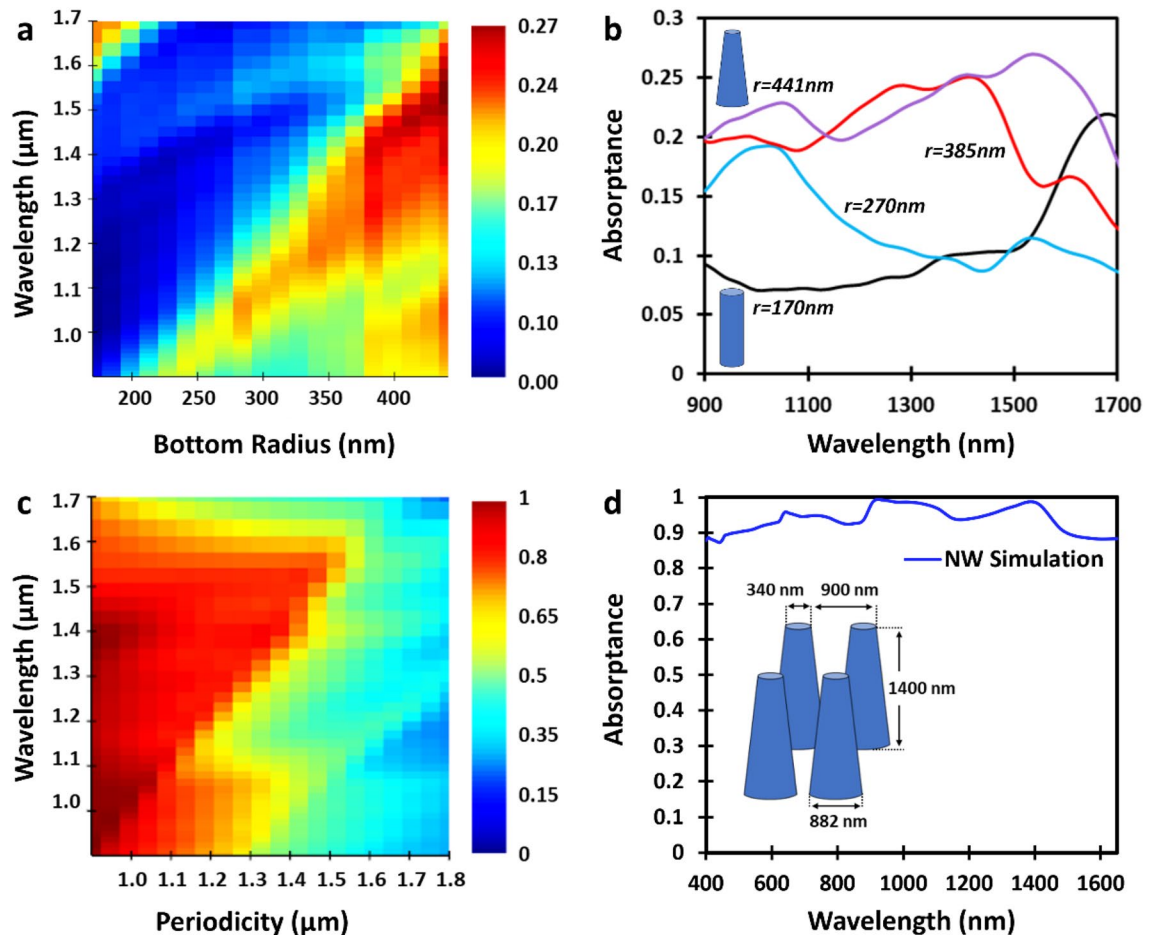 a
1.7
1.6
1.5
1.4
1.3
1.2
1.1
1.0
Wavelength (μm)
200 250 300 350 400
Bottom Radius (nm)
0.27
0.24
0.20
0.17
0.13
0.10
0.00
b
0.3
0.25
0.2
0.15
0.1
0.05
0
Absorptance
r=441nm
r=385nm
r=270nm
r=170nm
900 1100 1300 1500 1700
Wavelength (nm)
c
1.7
1.6
1.5
1.4
1.3
1.2
1.1
1.0
Wavelength (μm)
1.0 1.1 1.2 1.3 1.4 1.5 1.6 1.7 1.8
Periodicity (μm)
1
0.8
0.65
0.5
0.35
0.15
0
d
1
0.9
0.8
0.7
0.6
0.5
0.4
0.3
0.2
0.1
0
Absorptance
NW Simulation
340 nm 900 nm
1400 nm
882 nm
400 600 800 1000 1200 1400 1600
Wavelength (nm)